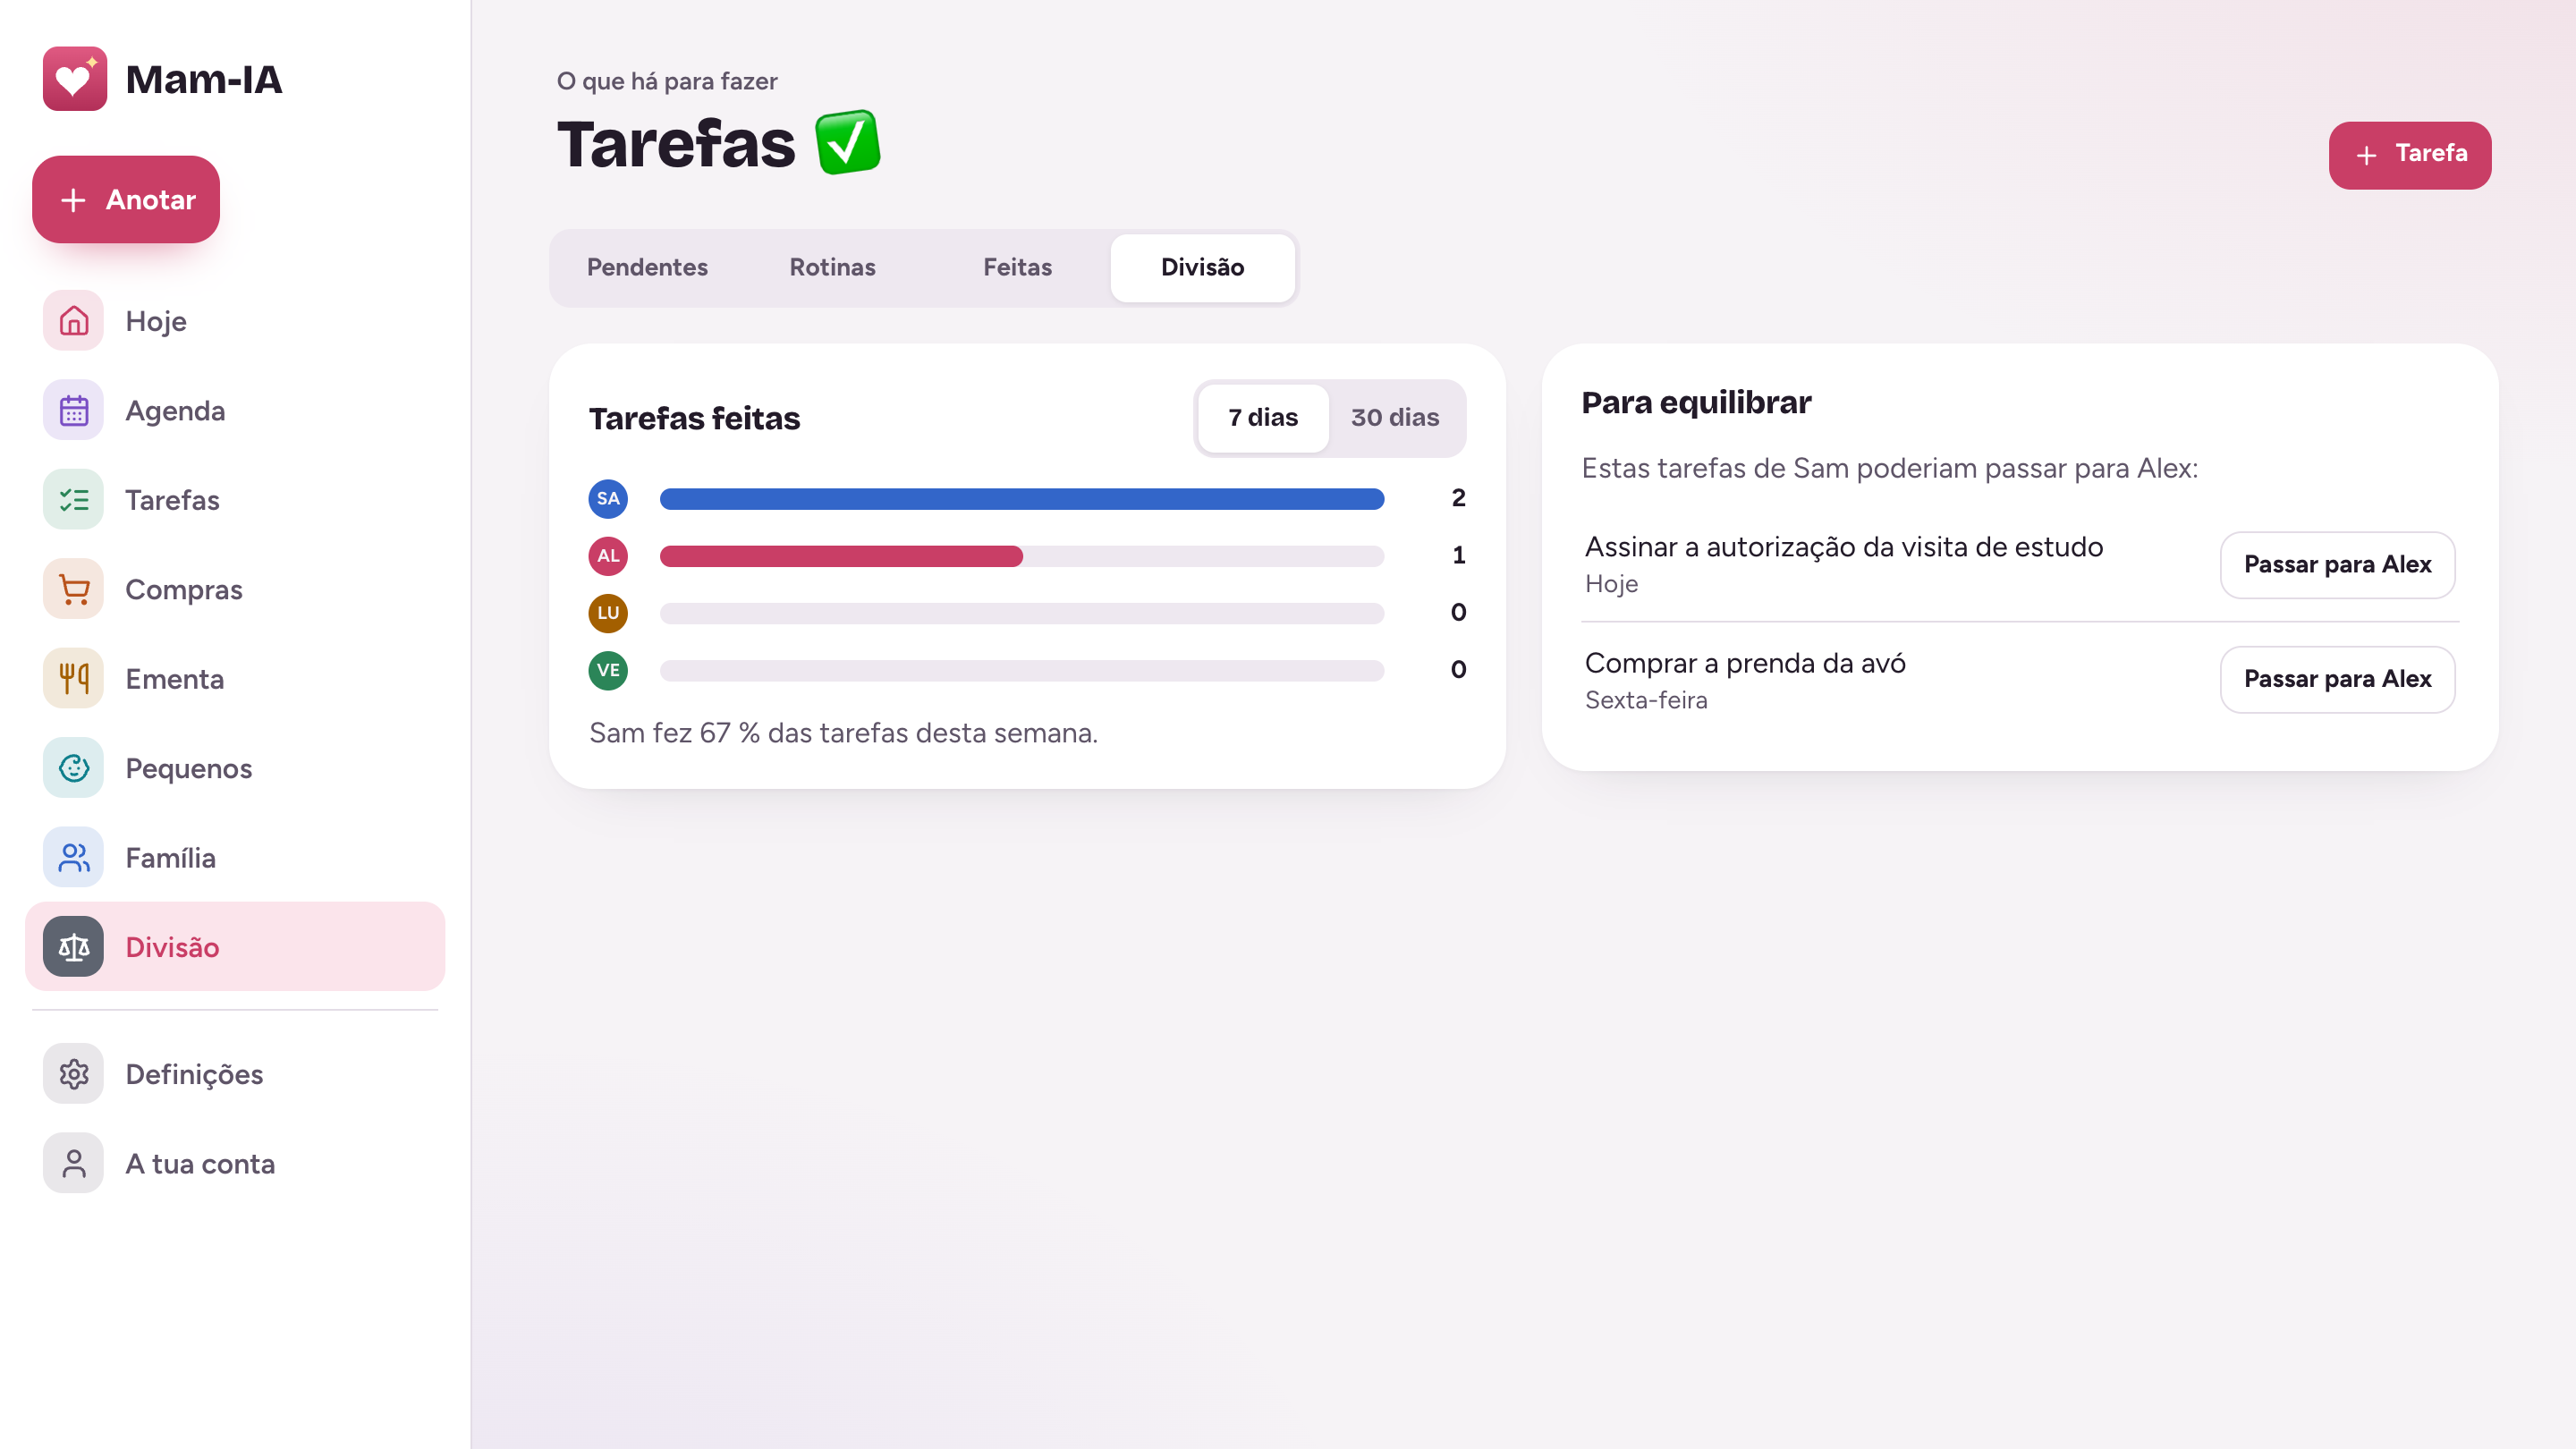 Mam-IA
Anotar
Hoje
Agenda
Tarefas
Compras
Ementa
Pequenos
Família
Divisão
Definições
A tua conta
O que há para fazer
Tarefas
Tarefa
Pendentes
Rotinas
Feitas
Divisão
Tarefas feitas
7 dias
30 dias
SA
2
AL
1
LU
0
VE
0
Sam fez 67 % das tarefas desta semana.
Para equilibrar
Estas tarefas de Sam poderiam passar para Alex:
Assinar a autorização da visita de estudo
Hoje
Passar para Alex
Comprar a prenda da avó
Sexta-feira
Passar para Alex